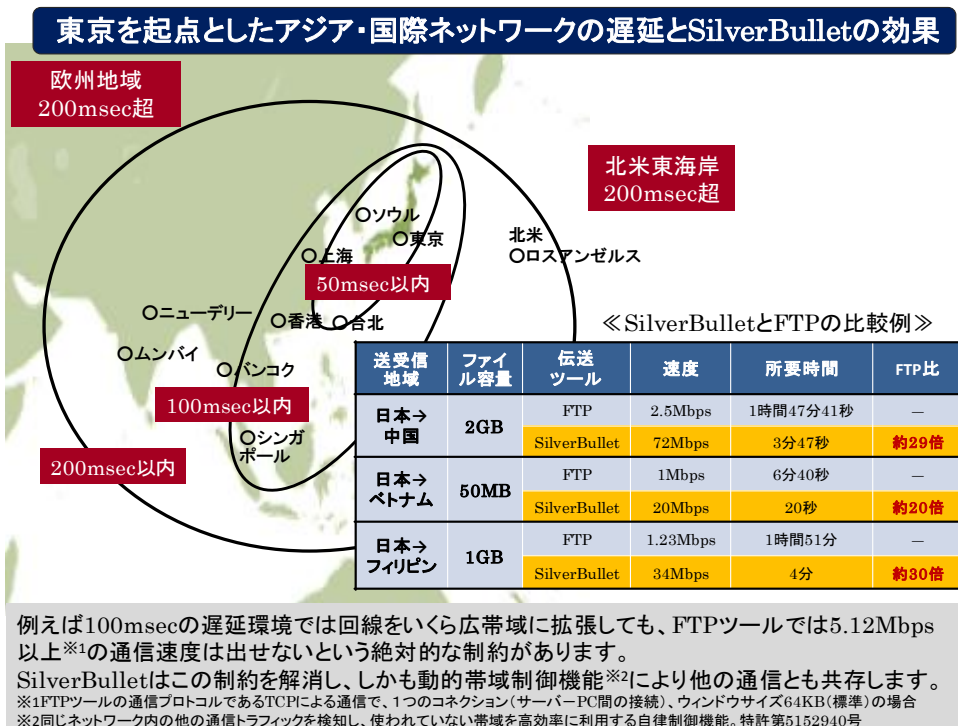 東京を起点としたアジア・国際ネットワークの遅延とSilverBulletの効果
欧州地域
200msec超
北米東海岸
200msec超
○ソウル
○東京
○上海
50msec以内
北米
○ロスアンゼルス
○ニューデリー
○香港
○台北
○ムンバイ
○バンコク
100msec以内
○シンガ
ポール
200msec以内
≪SilverBulletとFTPの比較例≫
送受信
地域
ファイ
ル容量
伝送
ツール
速度
所要時間
FTP比
日本→
中国
2GB
FTP
2.5Mbps
1時間47分41秒
―
SilverBullet
72Mbps
3分47秒
約29倍
日本→
ベトナム
50MB
FTP
1Mbps
6分40秒
―
SilverBullet
20Mbps
20秒
約20倍
日本→
フィリピン
1GB
FTP
1.23Mbps
1時間51分
―
SilverBullet
34Mbps
4分
約30倍
例えば100msecの遅延環境では回線をいくら広帯域に拡張しても、FTPツールでは5.12Mbps
以上※1の通信速度は出せないという絶対的な制約があります。
SilverBulletはこの制約を解消し、しかも動的帯域制御機能※2により他の通信とも共存します。
※1FTPツールの通信プロトコルであるTCPによる通信で、1つのコネクション(サーバーPC間の接続)、ウィンドウサイズ64KB(標準)の場合
※2同じネットワーク内の他の通信トラフィックを検知し、使われていない帯域を高効率に利用する自律制御機能。特許第5152940号